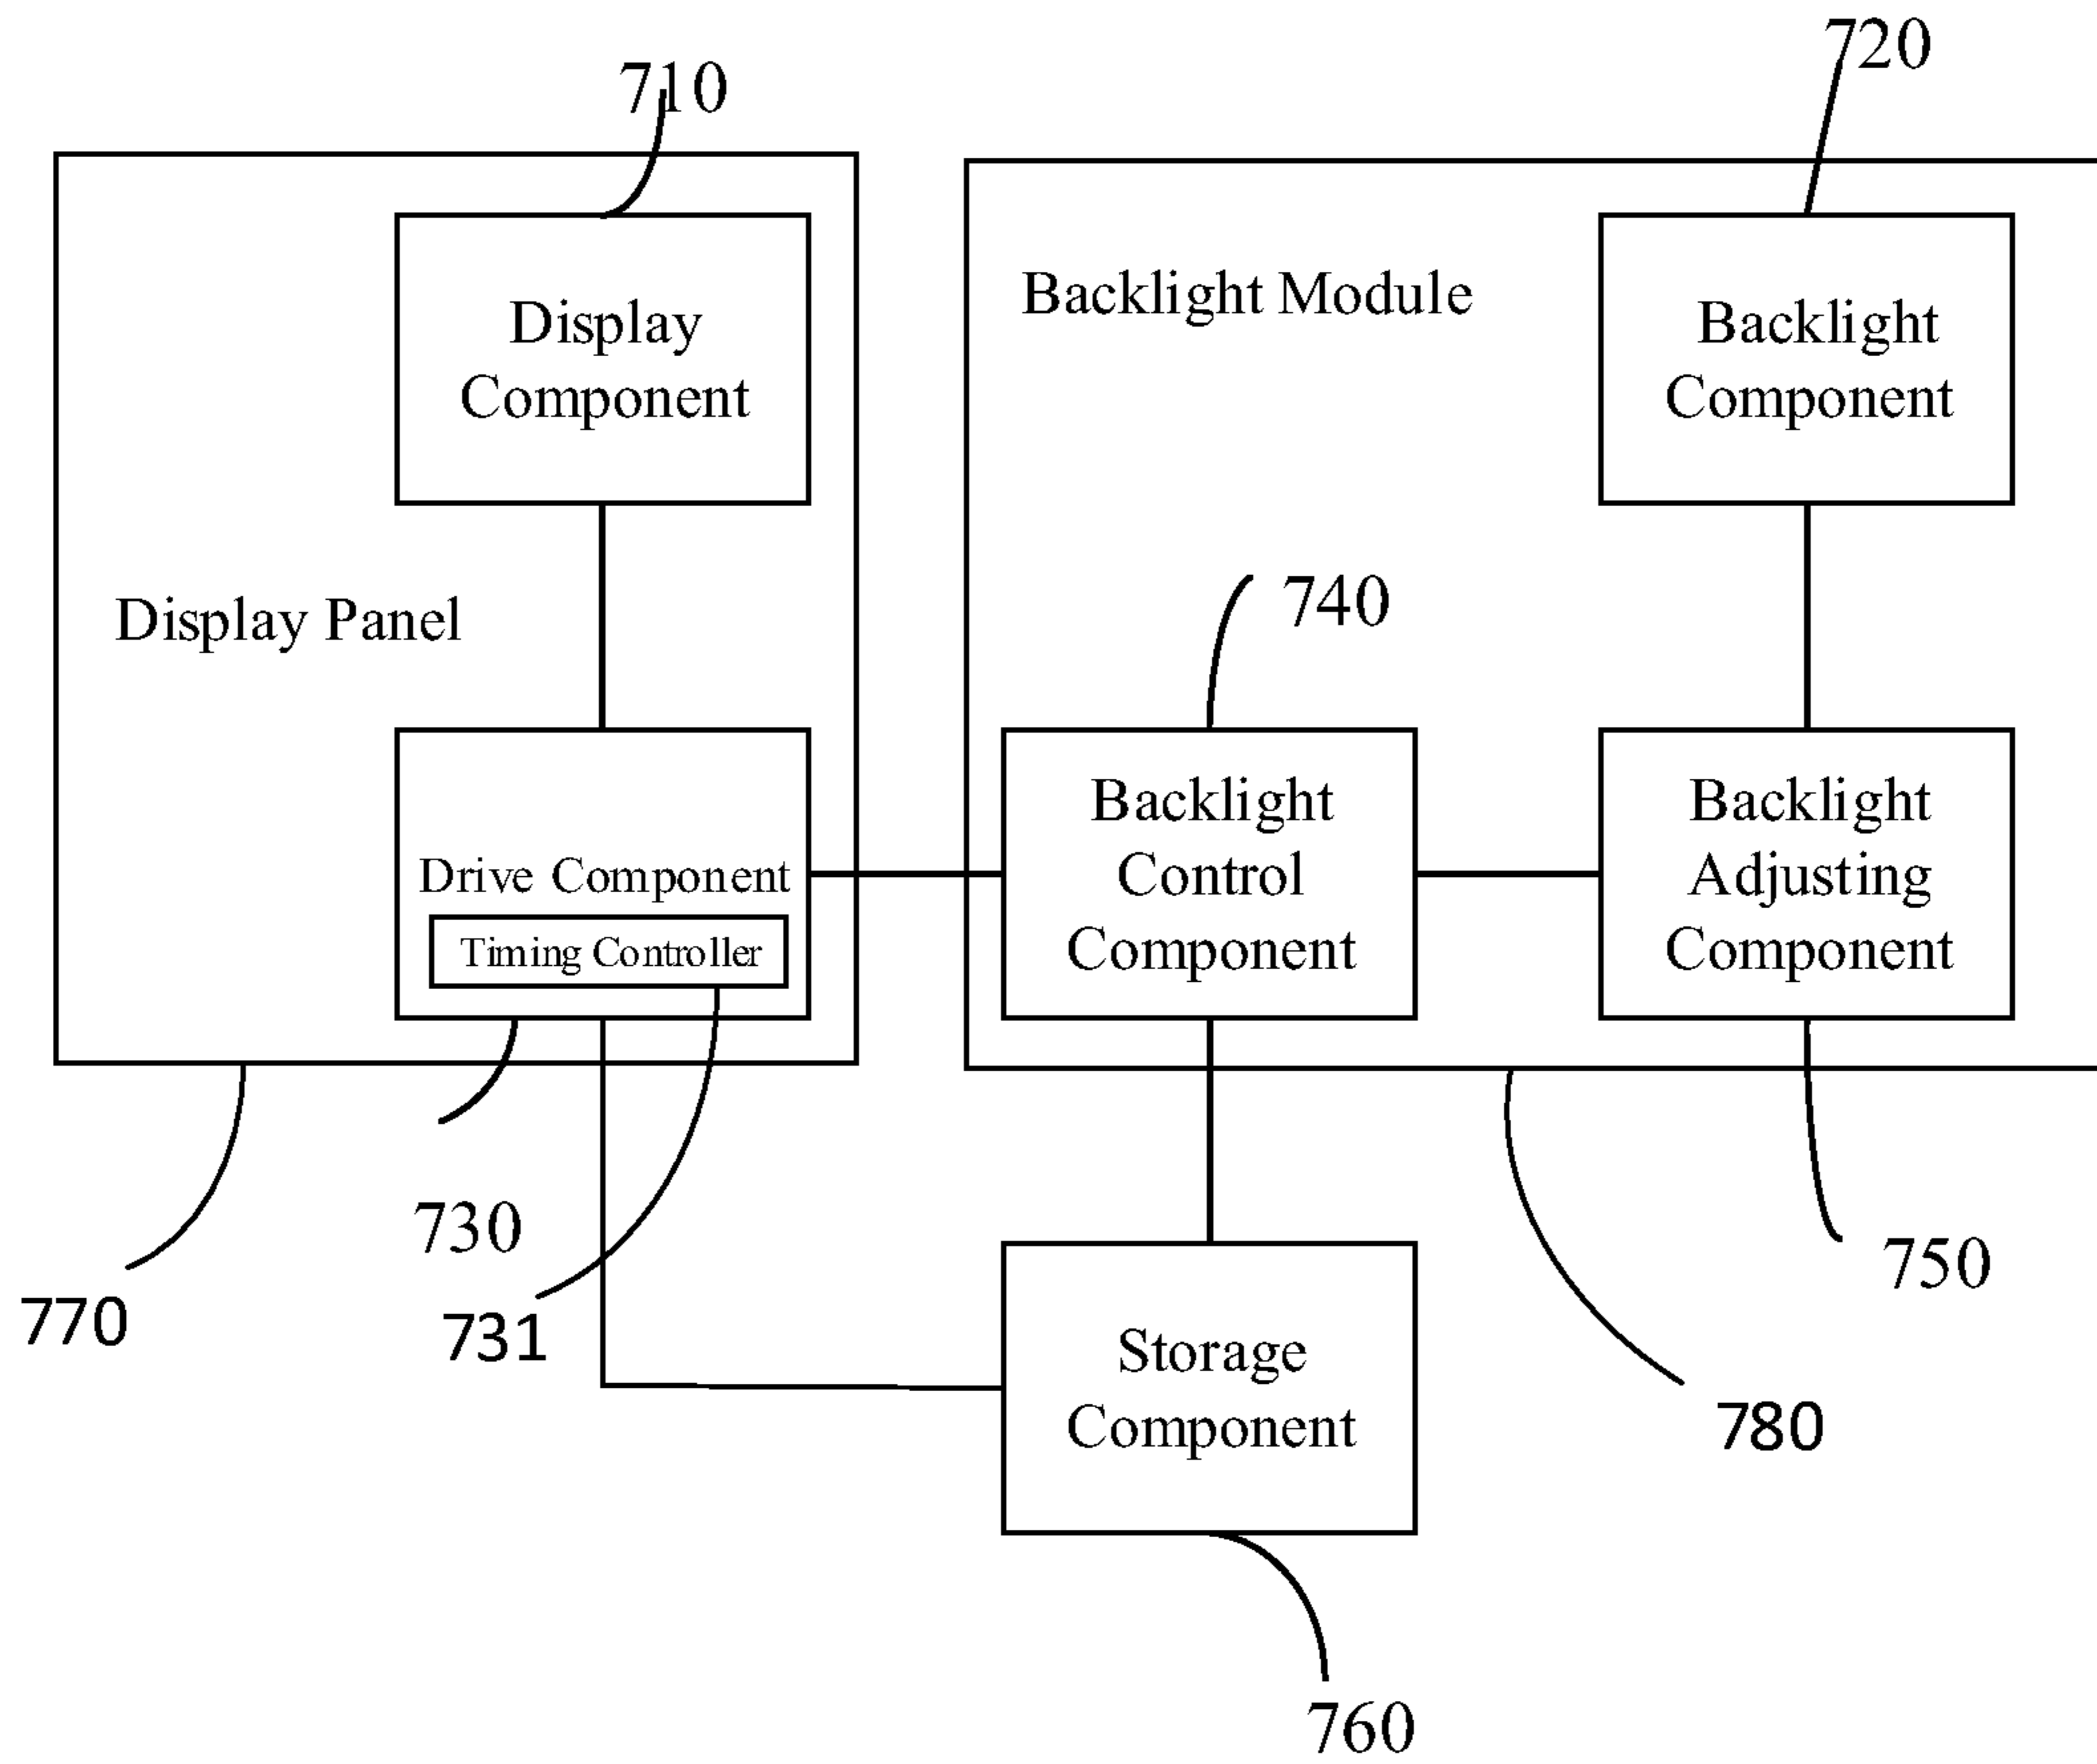 720
710
Display
Component
Backlight Module
Backlight
Component
Display Panel
740
Drive Component
Timing Controller
Backlight
Control
Component
Backlight
Adjusting
Component
730
770
731
750
Storage
Component
780
760